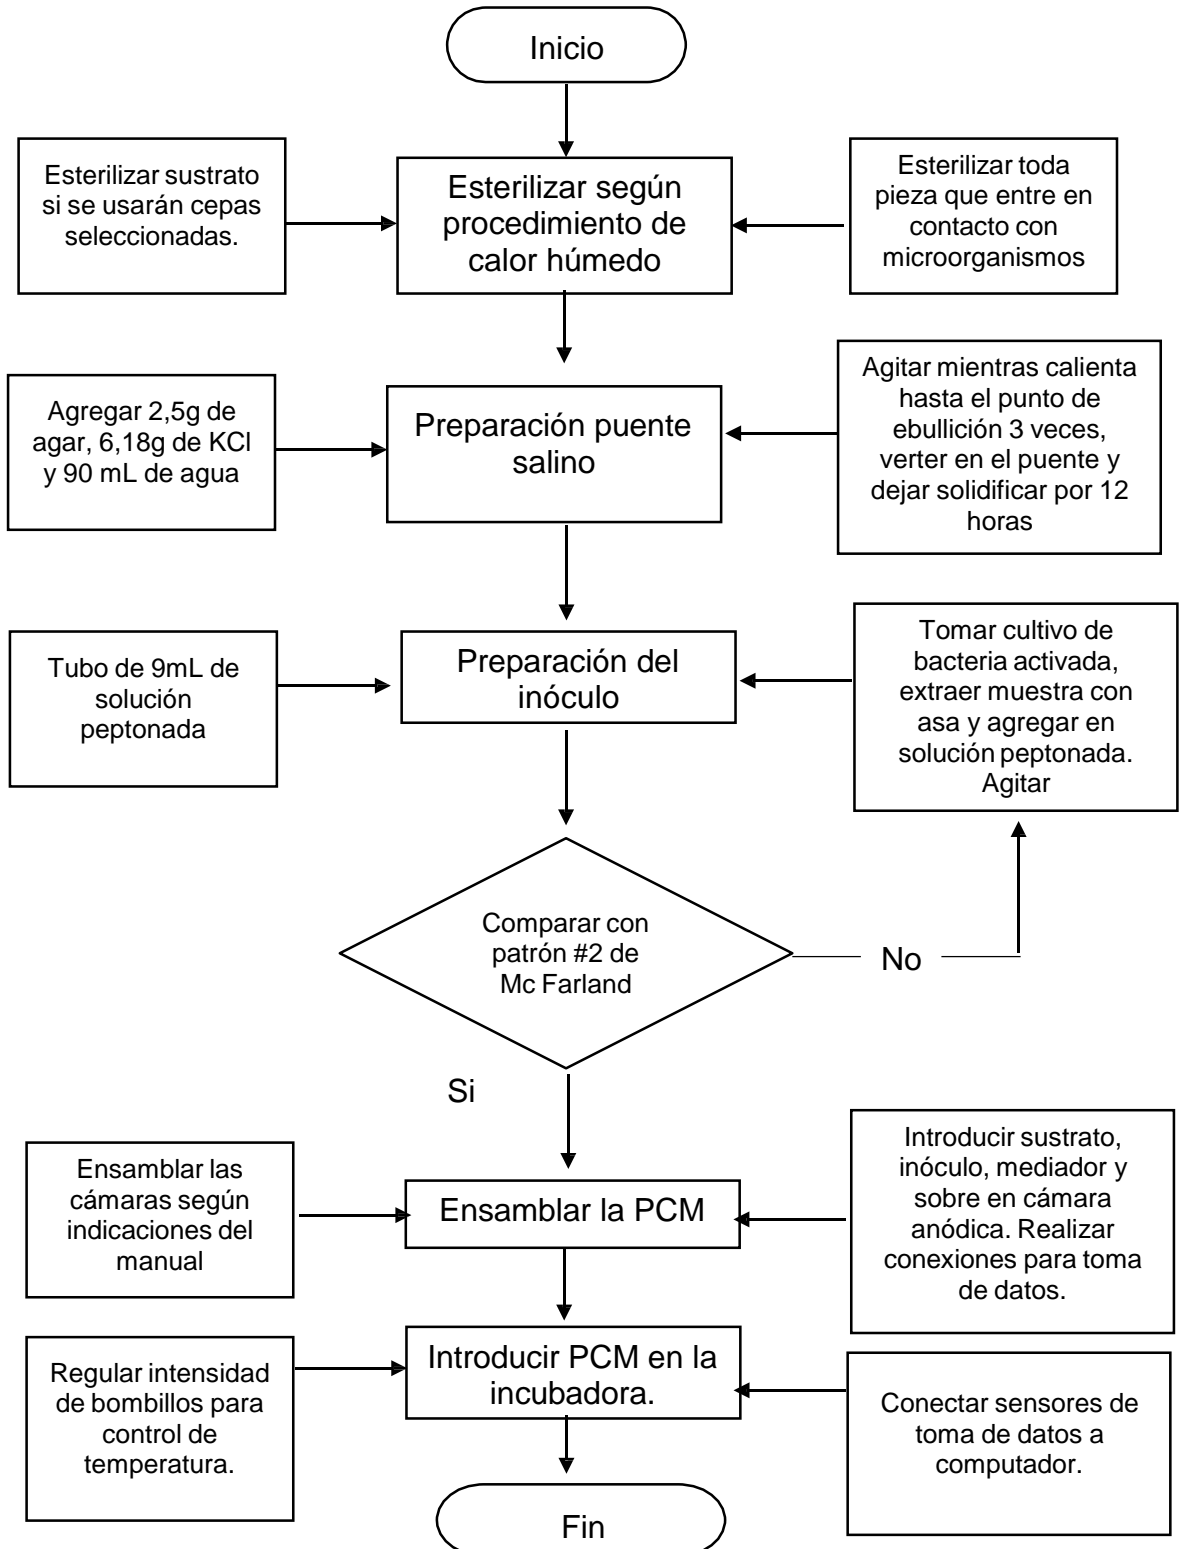 Inicio
Esterilizar sustrato
si se usarán cepas
seleccionadas.
Esterilizar según
procedimiento de
calor húmedo
Esterilizar toda
pieza que entre en
contacto con
microorganismos
Agregar 2,5g de
agar, 6,18g de KCl
y 90 mL de agua
Preparación puente
salino
Agitar mientras calienta
hasta el punto de
ebullición 3 veces,
verter en el puente y
dejar solidificar por 12
horas
Tubo de 9mL de
solución
peptonada
Preparación del
inóculo
Tomar cultivo de
bacteria activada,
extraer muestra con
asa y agregar en
solución peptonada.
Agitar
Comparar con
patrón #2 de
Mc Farland
No
Si
Ensamblar las
cámaras según
indicaciones del
manual
Ensamblar la PCM
Introducir sustrato,
inóculo, mediador y
sobre en cámara
anódica. Realizar
conexiones para toma
de datos.
Regular intensidad
de bombillos para
control de
temperatura.
Introducir PCM en la
incubadora.
Conectar sensores de
toma de datos a
computador.
Fin